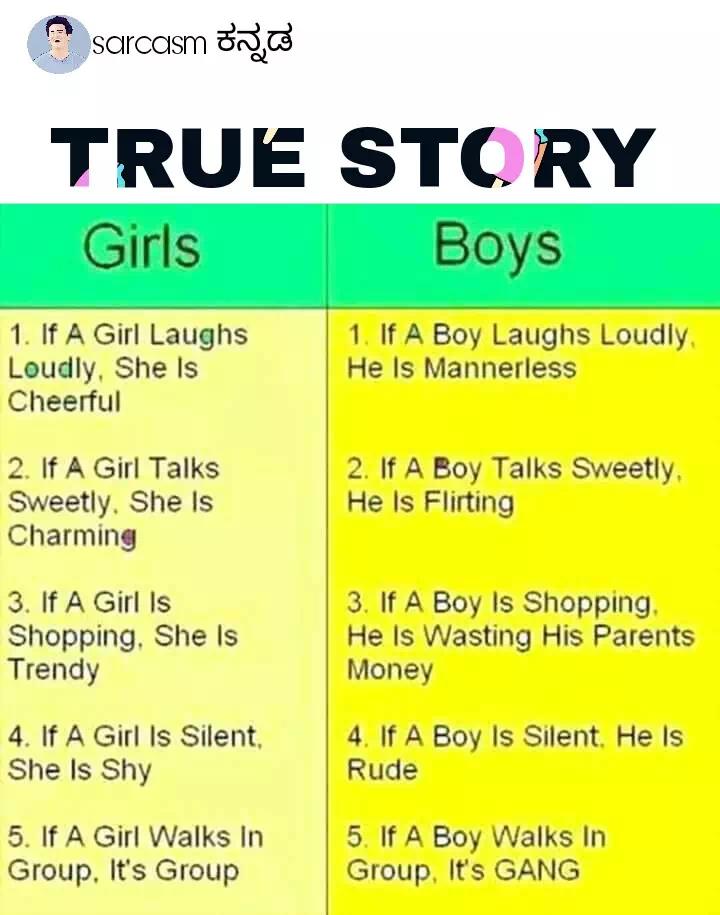 sarcasm ಕನ್ನಡ
TRUE STORY
Girls
Boys
1. If A Girl Laughs
Loudly, She Is
Cheerful
1. If A Boy Laughs Loudly,
He Is Mannerless
2. If A Girl Talks
Sweetly, She Is
Charming
2. If A Boy Talks Sweetly,
He Is Flirting
3. If A Girl Is
Shopping, She Is
Trendy
3. If A Boy Is Shopping,
He Is Wasting His Parents
Money
4. If A Girl Is Silent,
She Is Shy
4. If A Boy Is Silent, He Is
Rude
5. If A Girl Walks In
Group, It's Group
5. If A Boy Walks In
Group, It's GANG